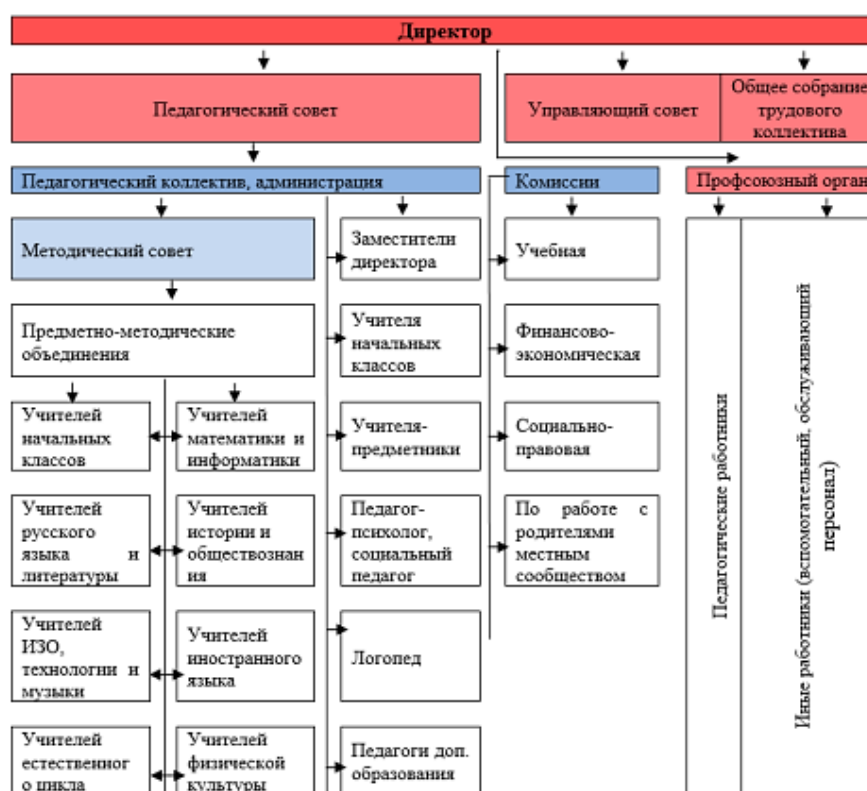 Директор
Педагогический совет
Управляющий совет
Общее собрание
трудового
коллектива
Педагогический коллектив, администрация
Комиссии
Профсоюзный орган
Методический совет
Заместители
директора
Учебная
Предметно-методические
объединения
Учителя
начальных
классов
Финансово-
экономическая
Учителей
начальных
классов
Учителей
математики и
информатики
Учителя-
предметники
Социально-
правовая
Учителей
русского
языка и
литературы
Учителей
истории и
обществознан
ия
Педагог-
психолог,
социальный
педагог
По работе с
родителями
местным
сообществом
Учителей
ИЗО,
технологии и
музыки
Учителей
иностранного
языка
Логопед
Учителей
естественног
о цикла
Учителей
физической
культуры
Педагоги доп.
образования
Педагогические работники
Иные работники (вспомогательный, обслуживающий
персонал)